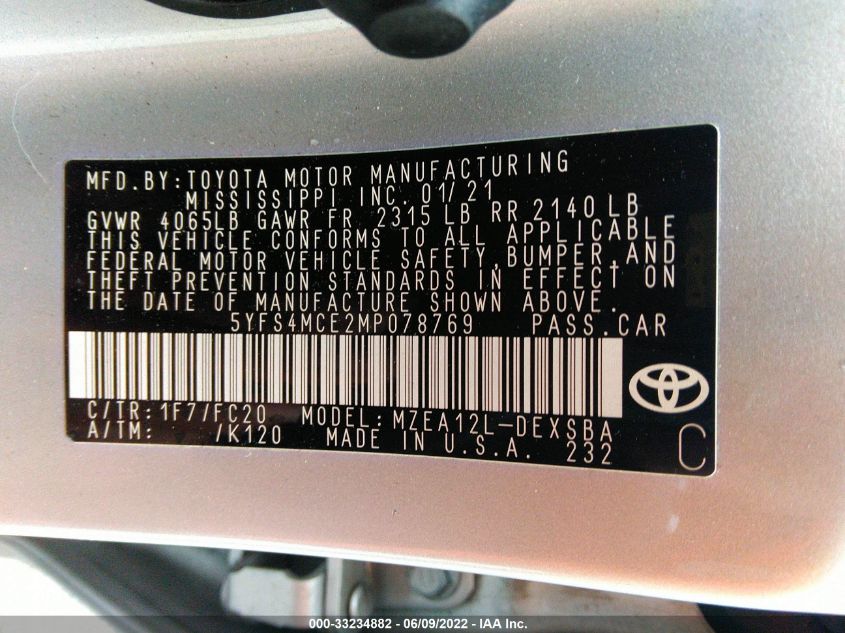 MFD.BY:TOYOTA MOTOR MANUFACTURING
MISSISSIPPI INC. 01/21
GVWR 4065LB GAWR FR 2315 LB RR 2140LB
THIS VEHICLE CONFORMS TO ALL APPLICABLE
FEDERAL MOTOR VEHICLE SAFETY,BUMPER,AND
THEFT PREVENTION STANDARDS IN EFFECT ON
THE DATE OF MANUFACTURE SHOWN ABOVE.
5YFS4MCE2MP078769 PASS.CAR
C/TR:1F7/FC20 MODEL:MZEA12L-DEXSBA
A/TM: /K120 MADE IN U.S.A. 232
C
000-33234882 - 06/09/2022 - IAA Inc.